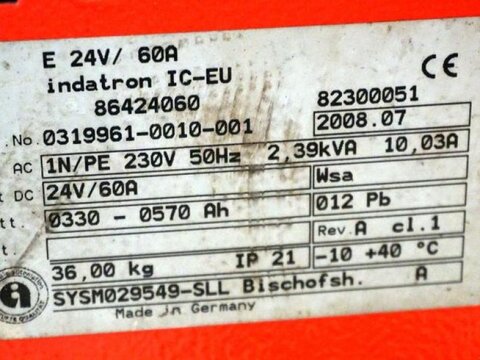 E 24V/ 60A
indatron IC-EU
86424060 82300051
.No. 0319961-0010-001 2008.07
AC 1N/PE 230V 50Hz 2,39kVA 10,03A
DC 24V/60A Wsa
tt. 0330 - 0570 Ah 012 Pb
t. Rev.A cl.1
36,00 kg IP 21 -10 +40 °C
SYSM029549-SLL Bischofsh. A
Made in Germany